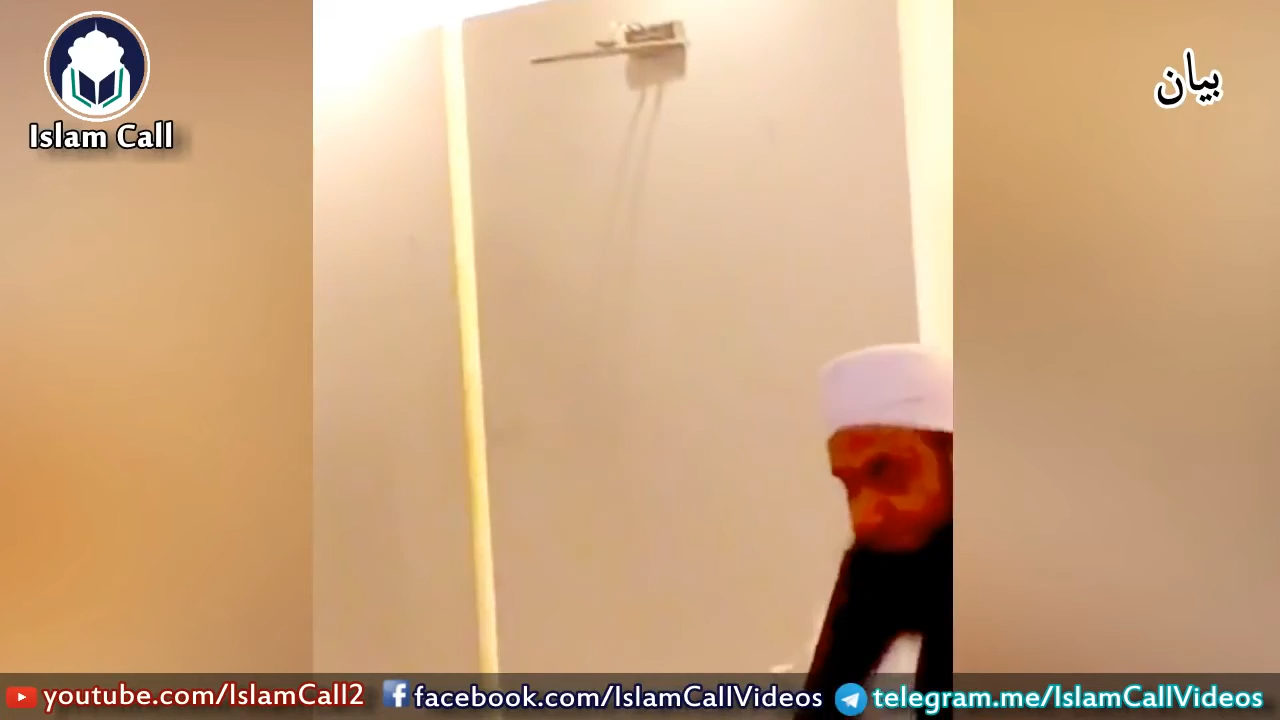 Islam Call
بیان
youtube.com/IslamCall2
facebook.com/IslamCallVideos
telegram.me/IslamCallVideos